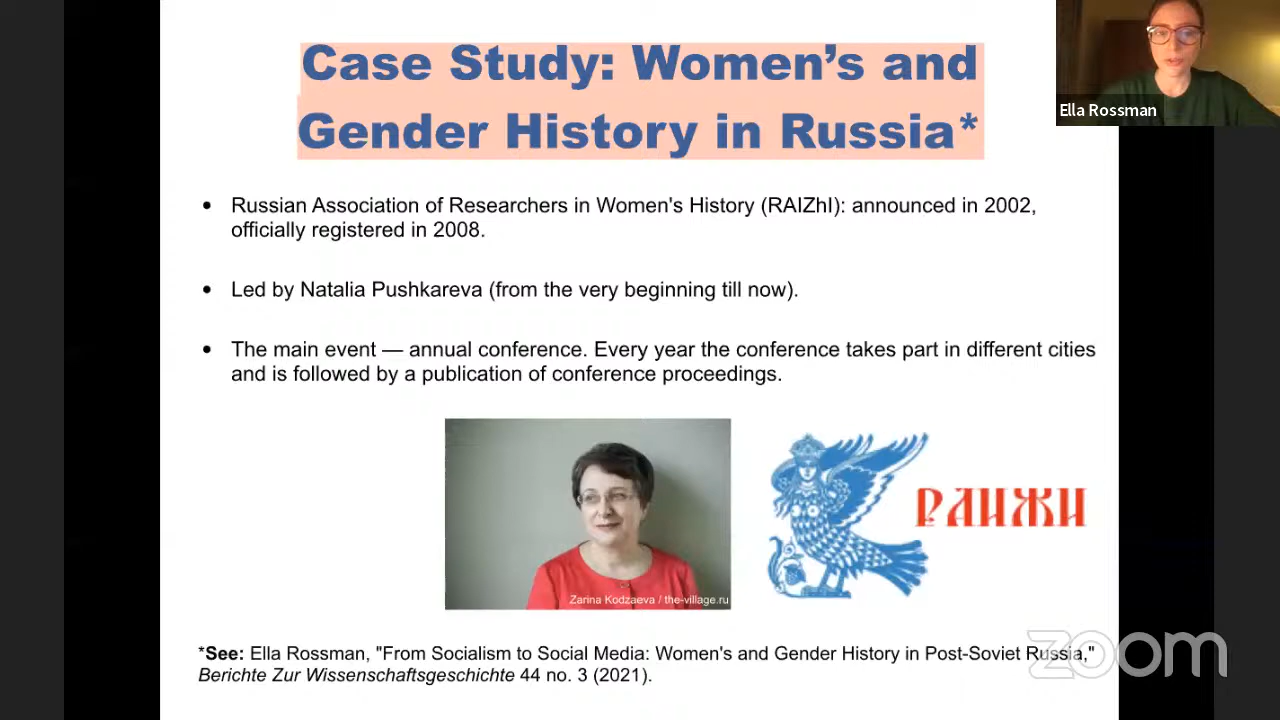 Case Study: Women’s and
Gender History in Russia*
Ella Rossman
• Russian Association of Researchers in Women's History (RAIZhI): announced in 2002,
officially registered in 2008.
• Led by Natalia Pushkareva (from the very beginning till now).
• The main event — annual conference. Every year the conference takes part in different cities
and is followed by a publication of conference proceedings.
РАИЖИ
Zarina Kodzaeva / the-village.ru
*See: Ella Rossman, "From Socialism to Social Media: Women's and Gender History in Post-Soviet Russia,"
Berichte Zur Wissenschaftsgeschichte 44 no. 3 (2021).
zoom